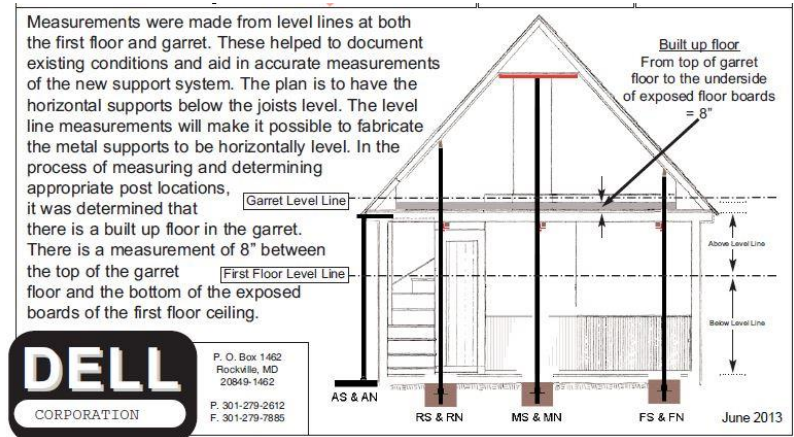 Measurements were made from level lines at both
the first floor and garret. These helped to document
existing conditions and aid in accurate measurements
of the new support system. The plan is to have the
horizontal supports below the joists level. The level
line measurements will make it possible to fabricate
the metal supports to be horizontally level. In the
process of measuring and determining
appropriate post locations,
it was determined that
there is a built up floor in the garret.
There is a measurement of 8" between
the top of the garret
floor and the bottom of the exposed
boards of the first floor ceiling.
Built up floor
From top of garret
floor to the underside
of exposed floor boards
= 8"
Garret Level Line
First Floor Level Line
Above Level Line
Below Level Line
DELL
CORPORATION
P. O. Box 1462
Rockville, MD
20849-1462
P. 301-279-2612
F. 301-279-7885
AS & AN
RS & RN
MS & MN
FS & FN
June 2013